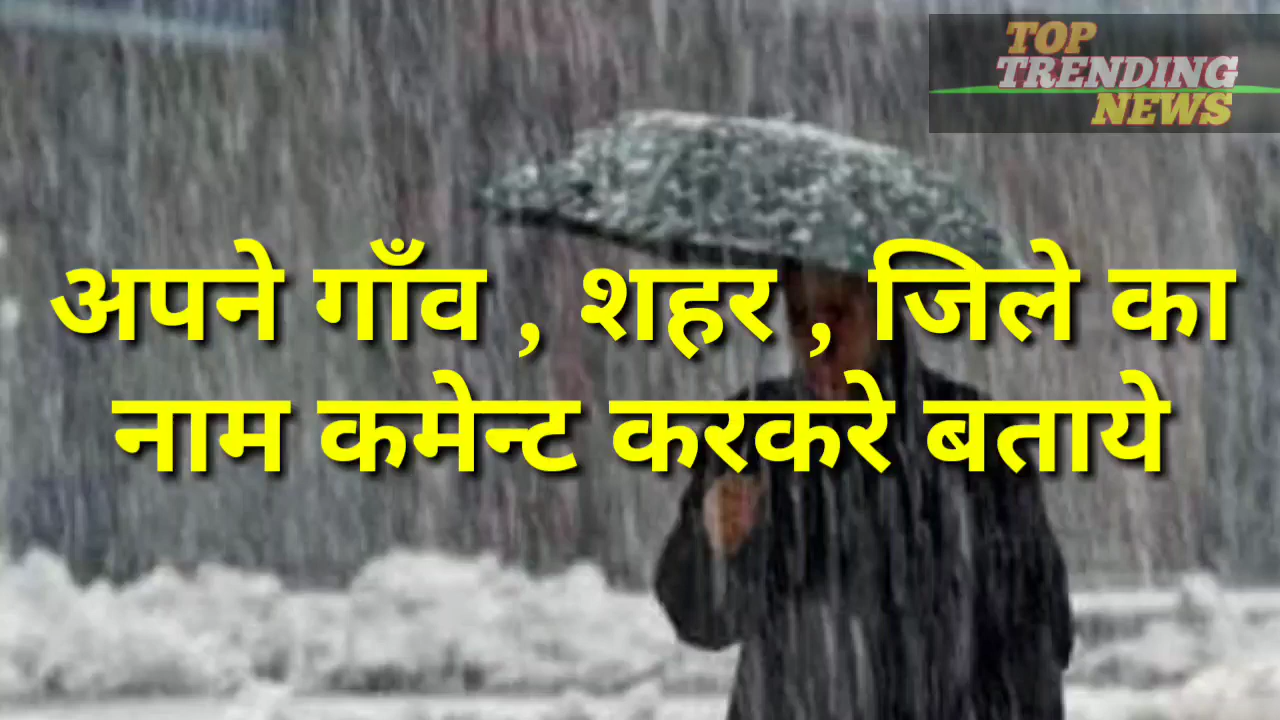 TOP
TRENDING
NEWS
अपने गाँव , शहर , जिले का
नाम कमेन्ट करकरे बताये